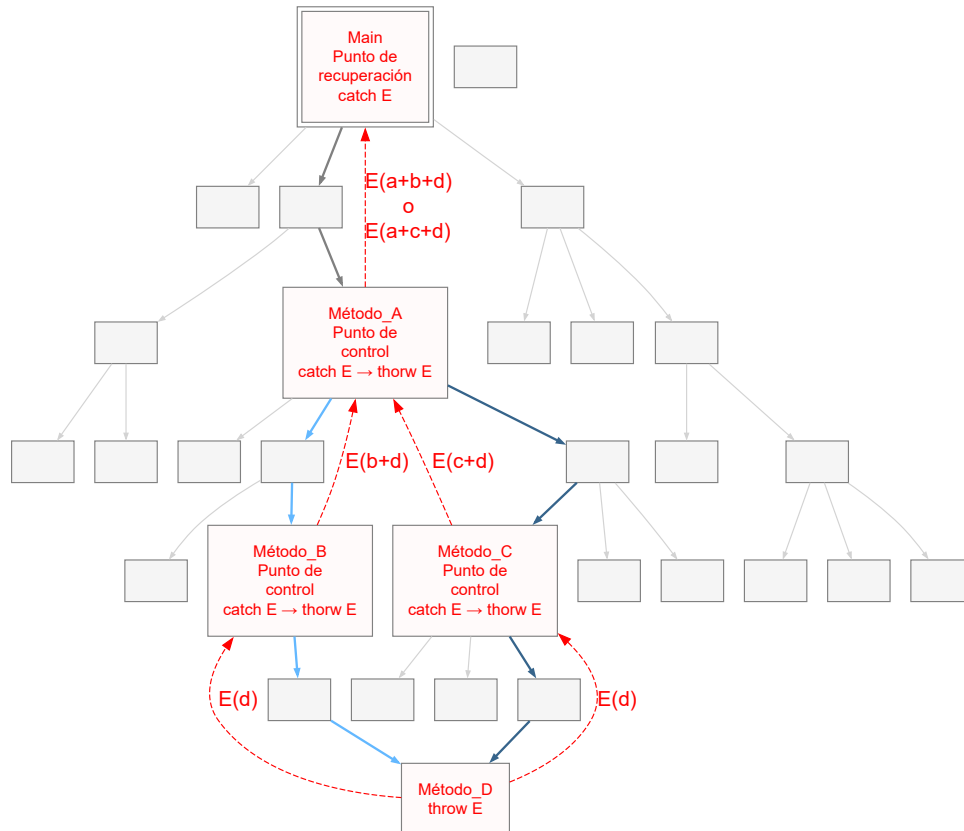 Main
Punto de
recuperación
catch E
E(a+b+d)
o
E(a+c+d)
Método_A
Punto de
control
catch E → thorw E
E(b+d)
E(c+d)
Método_B
Punto de
control
catch E → thorw E
Método_C
Punto de
control
catch E → thorw E
E(d)
E(d)
Método_D
throw E